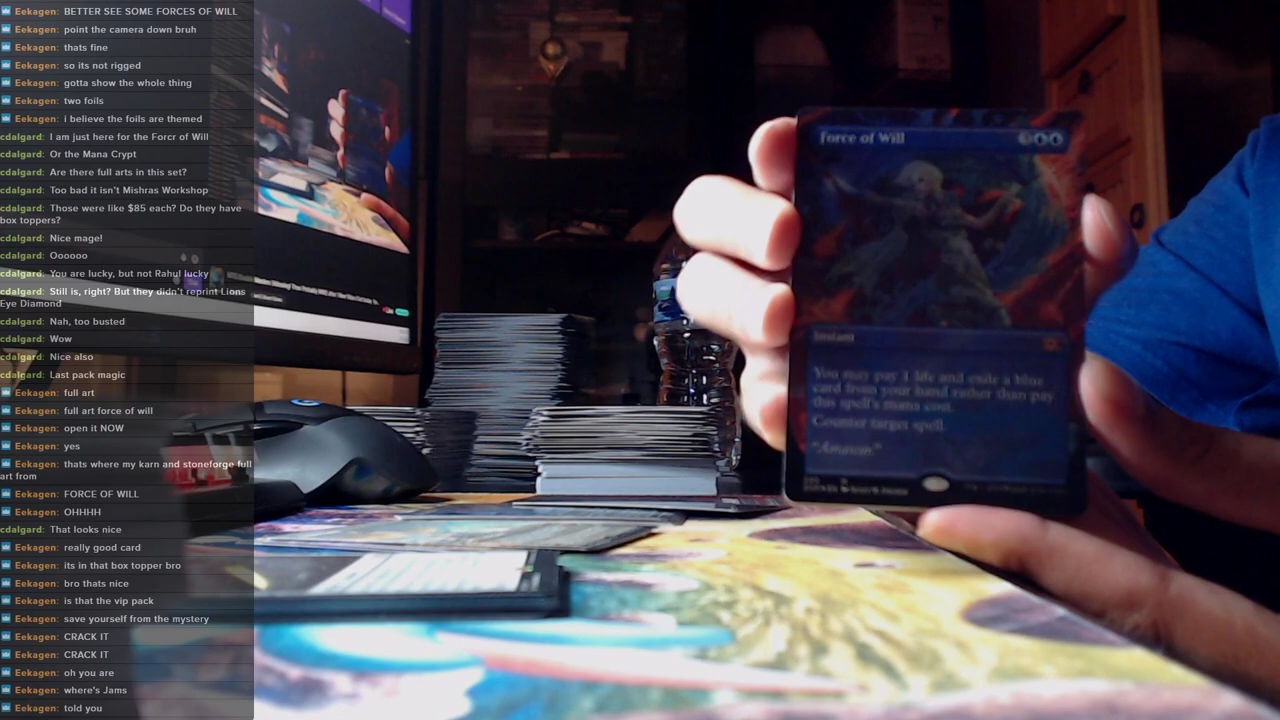 Eekagen: BETTER SEE SOME FORCES OF WILL
Eekagen: point the camera down bruh
Eekagen: thats fine
Eekagen: so its not rigged
Eekagen: gotta show the whole thing
Eekagen: two foils
Eekagen: i believe the foils are themed
cdalgard: I am just here for the Forcr of Will
cdalgard: Or the Mana Crypt
cdalgard: Are there full arts in this set?
cdalgard: Too bad it isn't Mishras Workshop
cdalgard: Those were like $85 each? Do they have
box toppers?
cdalgard: Nice mage!
cdalgard: Oooooo
cdalgard: You are lucky, but not Rahul lucky
cdalgard: Still is, right? But they didn't reprint Lions
Eye Diamond
cdalgard: Nah, too busted
cdalgard: Wow
cdalgard: Nice also
cdalgard: Last pack magic
Eekagen: full art
Eekagen: full art force of will
Eekagen: open it NOW
Eekagen: yes
Eekagen: thats where my karn and stoneforge full
art from
Eekagen: FORCE OF WILL
Eekagen: OHHHH
cdalgard: That looks nice
Eekagen: really good card
Eekagen: its in that box topper bro
Eekagen: bro thats nice
Eekagen: is that the vip pack
Eekagen: save yourself from the mystery
Eekagen: CRACK IT
Eekagen: CRACK IT
Eekagen: oh you are
Eekagen: where's Jams
Eekagen: told you
Force of Will
Instant
You may pay 1 life and exile a blue
card from your hand rather than pay
this spell's mana cost.
Counter target spell.